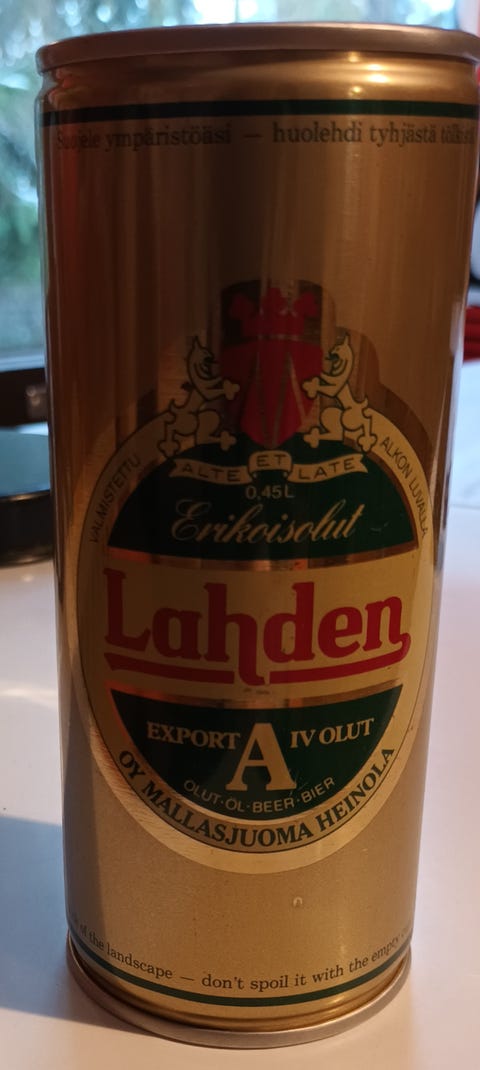 Suojele ympäristöäsi — huolehdi tyhjästä
VALMISTETTU
ALKON LUVALLA
ALTE ET LATE
0,45L
Erikoisolut
Lahden
EXPORT A IV OLUT
OLUT·ÖL·BEER·BIER
OY MALLASJUOMA HEINOLA
of the landscape — don't spoil it with the empty